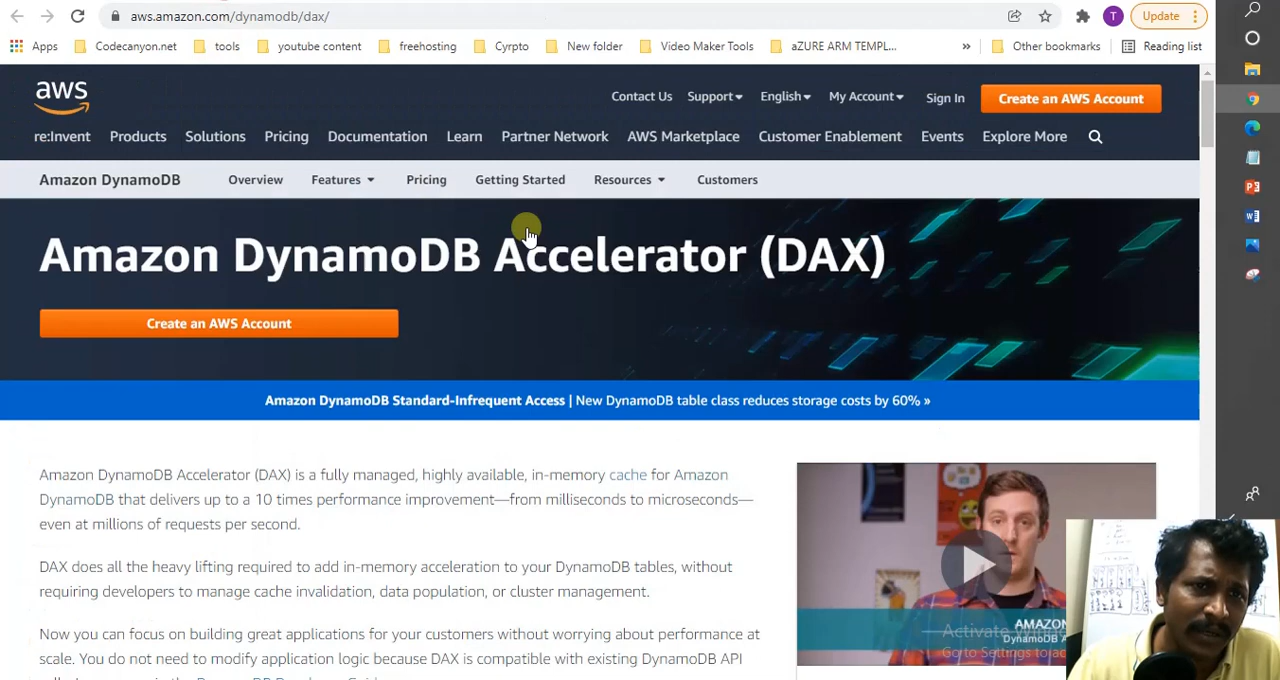 aws.amazon.com/dynamodb/dax/
Update
Apps Codecanyon.net tools youtube content freehosting Cyrpto New folder Video Maker Tools aZURE ARM TEMPL... » Other bookmarks Reading list
aws
Contact Us Support English My Account Sign In Create an AWS Account
re:Invent Products Solutions Pricing Documentation Learn Partner Network AWS Marketplace Customer Enablement Events Explore More
Amazon DynamoDB Overview Features Pricing Getting Started Resources Customers
Amazon DynamoDB Accelerator (DAX)
Create an AWS Account
Amazon DynamoDB Standard-Infrequent Access | New DynamoDB table class reduces storage costs by 60% »
Amazon DynamoDB Accelerator (DAX) is a fully managed, highly available, in-memory cache for Amazon
DynamoDB that delivers up to a 10 times performance improvement—from milliseconds to microseconds—
even at millions of requests per second.
DAX does all the heavy lifting required to add in-memory acceleration to your DynamoDB tables, without
requiring developers to manage cache invalidation, data population, or cluster management.
Now you can focus on building great applications for your customers without worrying about performance at
scale. You do not need to modify application logic because DAX is compatible with existing DynamoDB API
AMAZON
DynamoDB
Activate
Go to Settings to
T